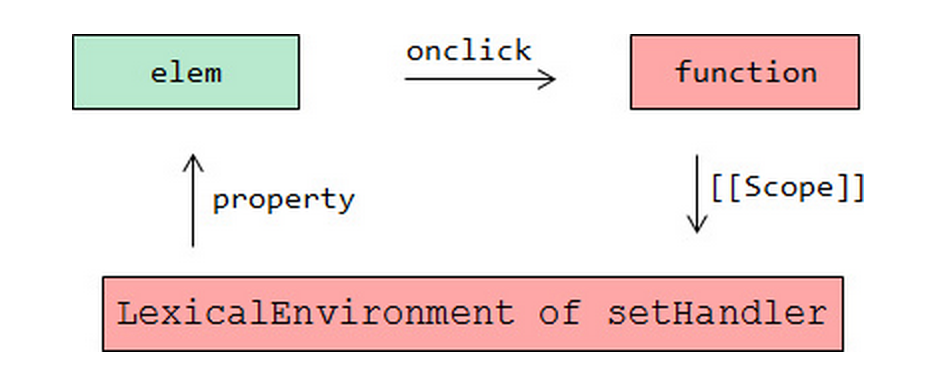 onclick
elem
function
property
[[Scope]]
LexicalEnvironment of setHandler